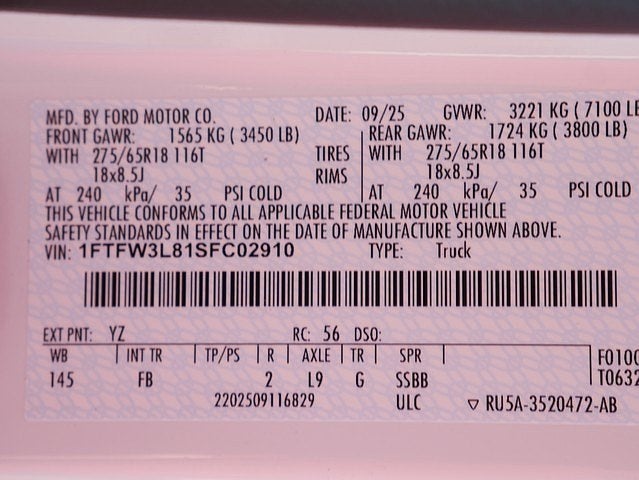 MFD. BY FORD MOTOR CO. DATE: 09/25 GVWR: 3221 KG ( 7100 LB
FRONT GAWR: 1565 KG ( 3450 LB) REAR GAWR: 1724 KG ( 3800 LB)
WITH 275/65R18 116T TIRES WITH 275/65R18 116T
18x8.5J RIMS 18x8.5J
AT 240 kPa/ 35 PSI COLD AT 240 kPa/ 35 PSI COLD
THIS VEHICLE CONFORMS TO ALL APPLICABLE FEDERAL MOTOR VEHICLE
SAFETY STANDARDS IN EFFECT ON THE DATE OF MANUFACTURE SHOWN ABOVE.
VIN: 1FTFW3L81SFC02910 TYPE: Truck
EXT PNT: YZ RC: 56 DSO:
WB INT TR TP/PS R AXLE TR SPR F0100
145 FB 2 L9 G SSBB T0632
2202509116829 ULC ▽ RU5A-3520472-AB